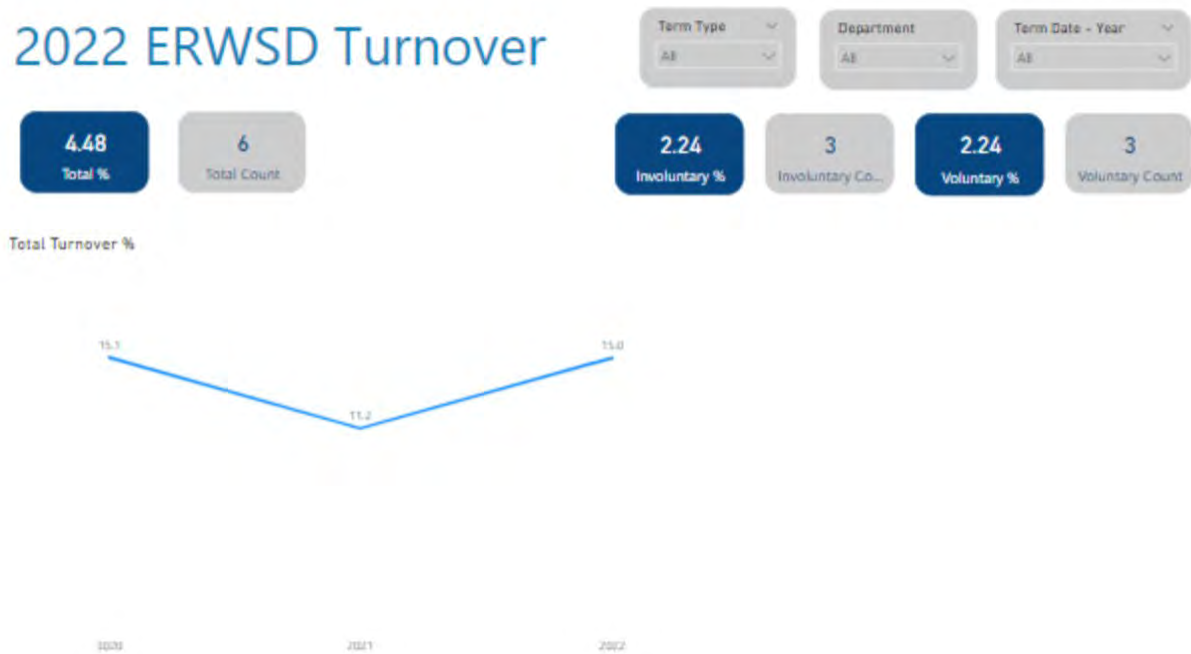 2022 ERWSD Turnover
Term Type
All
Department
All
Term Date - Year
All
4.48
Total %
6
Total Count
2.24
Involuntary %
3
Involuntary Co...
2.24
Voluntary %
3
Voluntary Count
Total Turnover %
15.1
11.2
15.0
2020
2021
2022